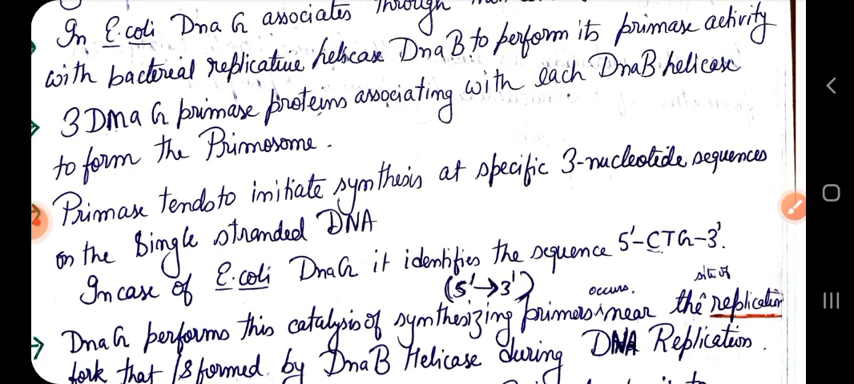 In E.coli Dna G associates through
with bacterial replicative helicase DnaB to perform its primase activity
3 DnaG primase proteins associating with each DnaB helicase
to form the Primosome.
Primase tends to initiate synthesis at specific 3-nucleotide sequences
on the Single stranded DNA
In case of E.coli DnaG it identifies the sequence 5'-CTG-3'.
(5'→3') occurs. site of
DnaG performs this catalysis of synthesizing primers near the replication
fork that is formed by DnaB Helicase during DNA Replication.